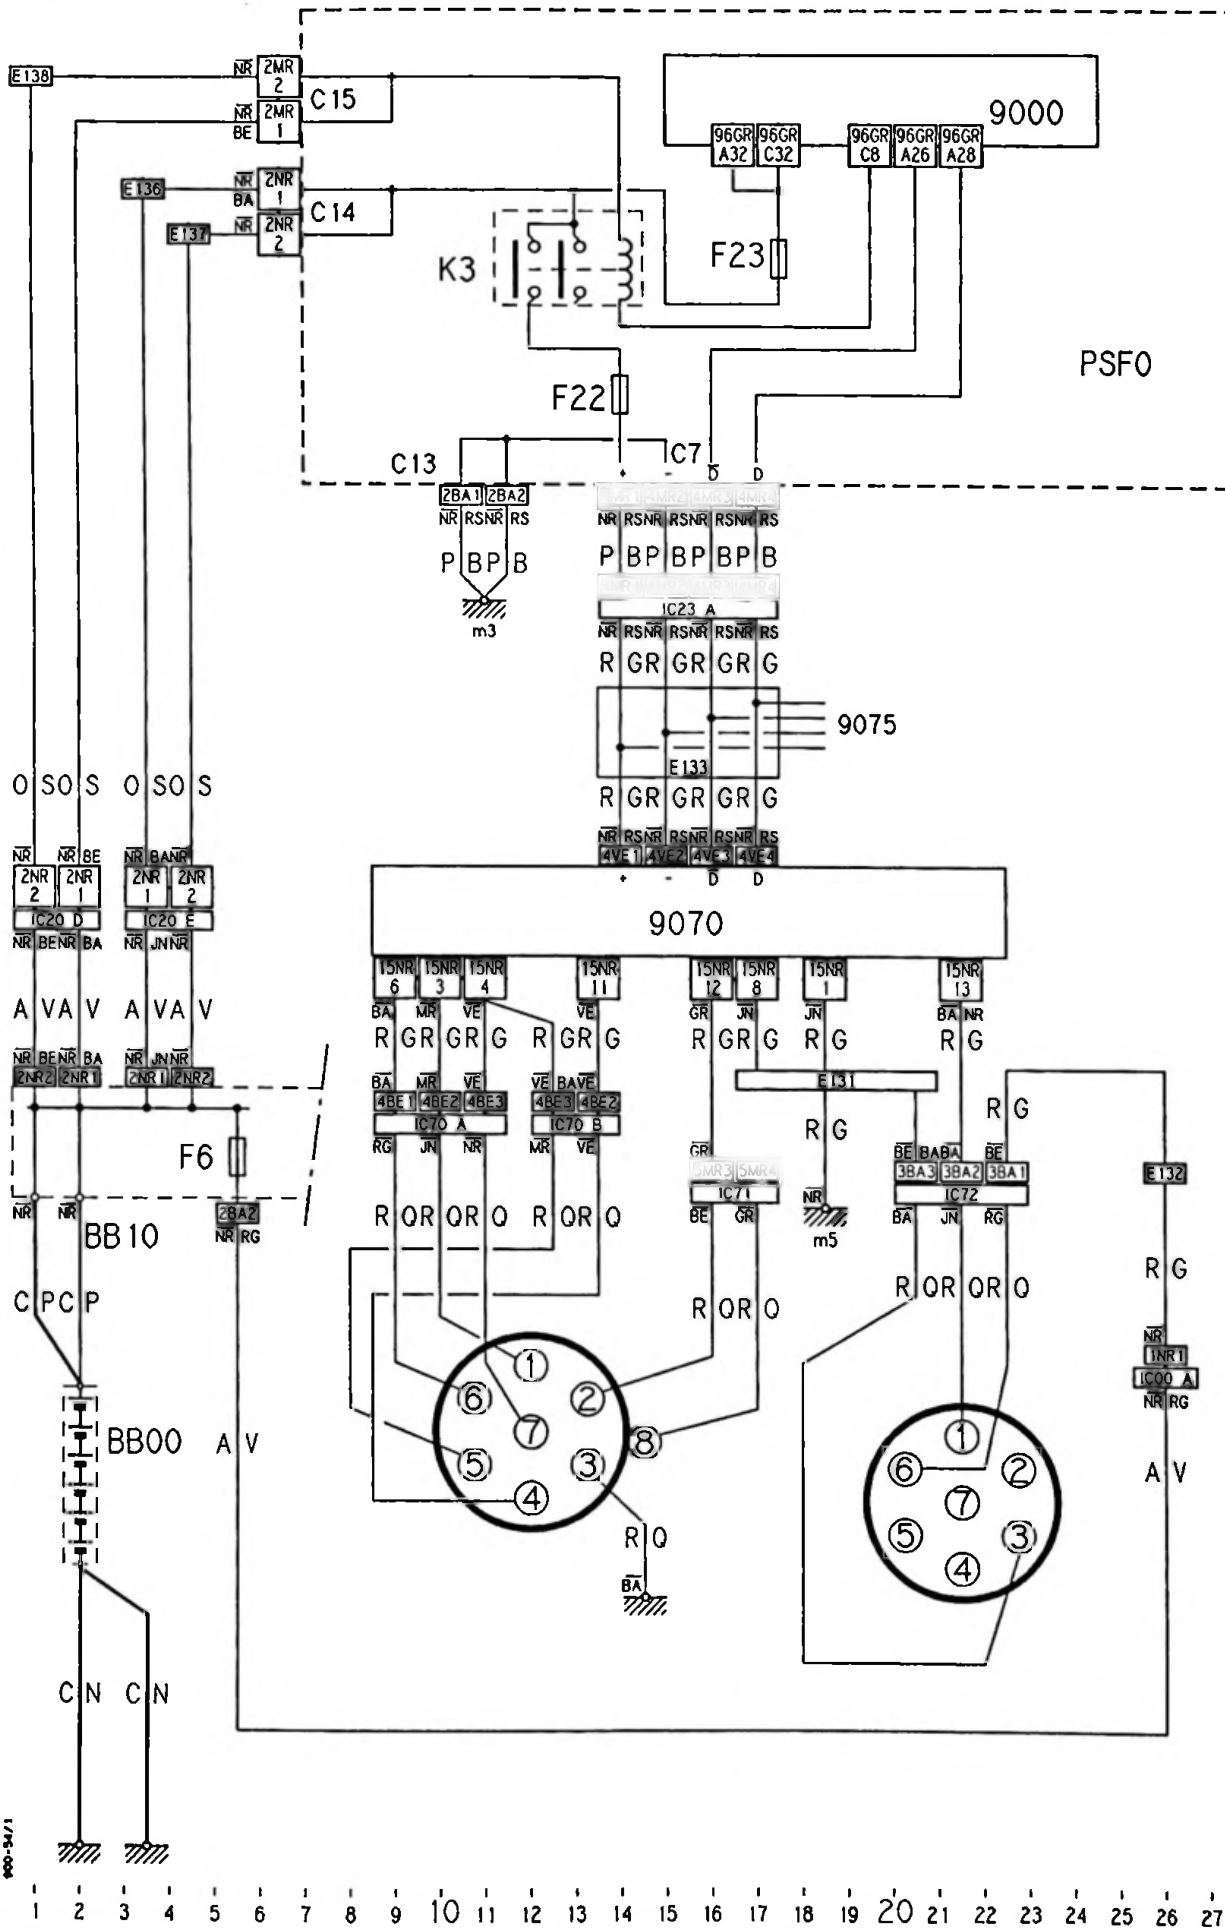 E138 NR 2MR 2 C15
NR BE 2MR 1
9000
96GR A32 96GR C32 96GR C8 96GR A26 96GR A28
E136 NR BA 2NR 1 C14
E137 NR 2NR 2
K3 F23
PSF0
F22
C13 C7
+ - D D
2BA1 2BA2 4MR2 4MR3 4MR4
NR RS NR RS NR RS NR RS NR RS NR RS
P B P B P B P B P B P B
IC23 A
m3
NR RS NR RS NR RS NR RS
R G R G R G R G
9075
E133
O S O S O S O S R G R G R G R G
NR NR BE NR BA NR NR RS NR RS NR RS NR RS
4VE1 4VE2 4VE3 4VE4
2NR 2 2NR 1 2NR 1 2NR 2 + - D D
IC20 D IC20 E 9070
NR BE NR BA NR JN NR
15NR 6 15NR 3 15NR 4 15NR 11 15NR 12 15NR 8 15NR 1 15NR 13
A V A V A V A V
BA MR VE VE GR JN JN BA NR
R G R G R G R G R G R G R G R G R G
NR BE NR BA NR JN NR
2NR2 2NR1 2NR1 2NR2
BA MR VE VE BA VE E131
4BE1 4BE2 4BE3 4BE3 4BE2
IC70 A IC70 B
R G R G
F6
RG JN NR MR VE GR BE BA BA BE
5MR3 5MR4 3BA3 3BA2 3BA1 E132
IC71 IC72
NR NR 2BA2 BE GR NR BA JN RG
R Q R Q R Q R Q R Q
BB10 NR RG m5
C P C P R Q R Q R Q R Q R Q R G
NR
1NR1
IC00 A
NR RG
1 6 2 7 8 5 3 4
1 6 2 7 5 3 4
BB00 A V A V
R Q
BA
C N C N
900-54/1
1 2 3 4 5 6 7 8 9 10 11 12 13 14 15 16 17 18 19 20 21 22 23 24 25 26 27